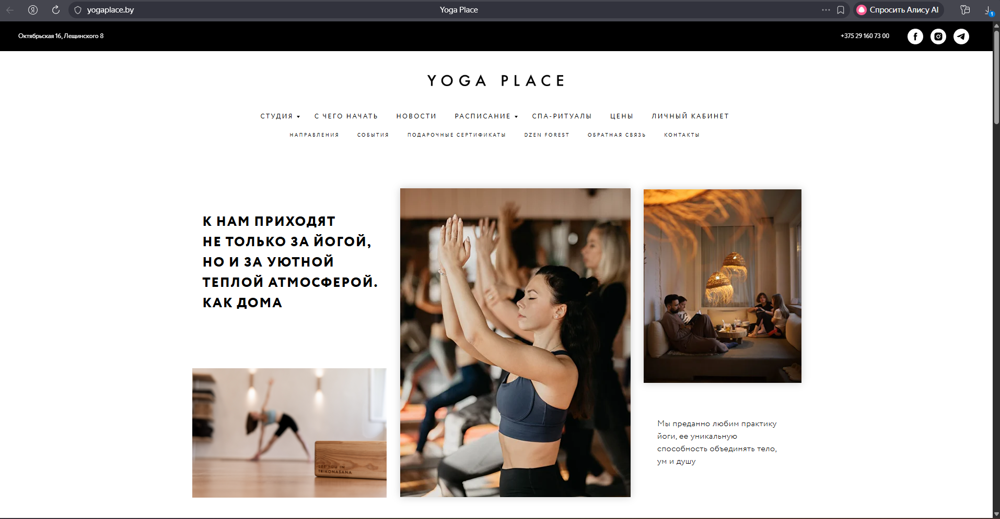 yogaplace.by
Yoga Place
Спросить Алису AI
1
Октябрьская 16, Лещинского 8
+375 29 160 73 00
YOGA PLACE
СТУДИЯ С ЧЕГО НАЧАТЬ НОВОСТИ РАСПИСАНИЕ СПА-РИТУАЛЫ ЦЕНЫ ЛИЧНЫЙ КАБИНЕТ
НАПРАВЛЕНИЯ СОБЫТИЯ ПОДАРОЧНЫЕ СЕРТИФИКАТЫ DZEN FOREST ОБРАТНАЯ СВЯЗЬ КОНТАКТЫ
К НАМ ПРИХОДЯТ
НЕ ТОЛЬКО ЗА ЙОГОЙ,
НО И ЗА УЮТНОЙ
ТЕПЛОЙ АТМОСФЕРОЙ.
КАК ДОМА
SEE YOU IN
TRIKONASANA
Мы преданно любим практику
йоги, ее уникальную
способность объединять тело,
ум и душу